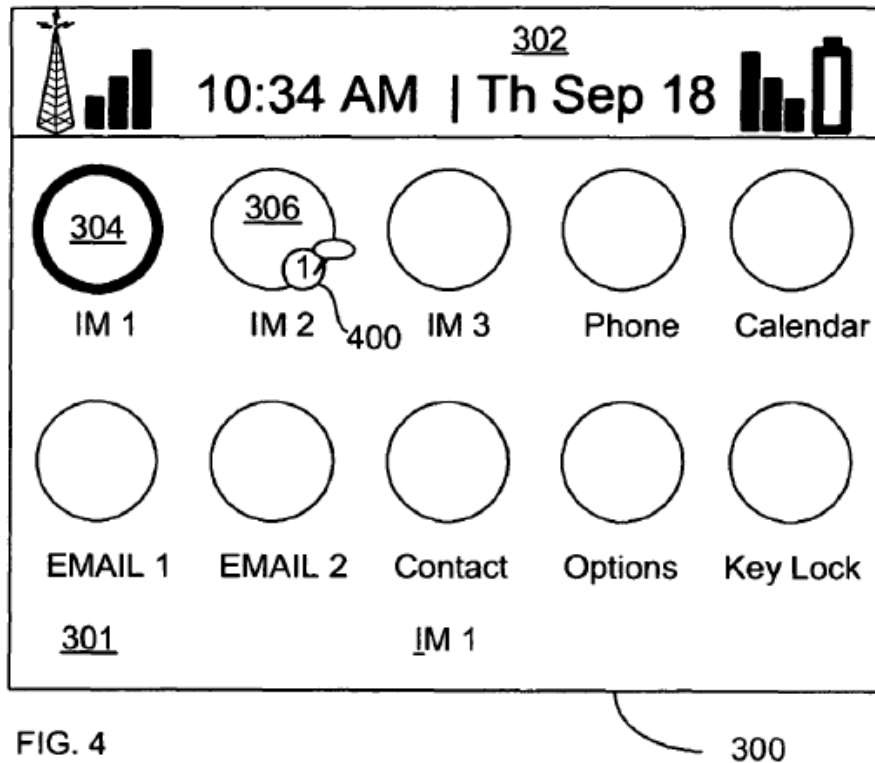 302
10:34 AM | Th Sep 18
304 306
1
IM 1 IM 2 400 IM 3 Phone Calendar
EMAIL 1 EMAIL 2 Contact Options Key Lock
301 IM 1
FIG. 4 300